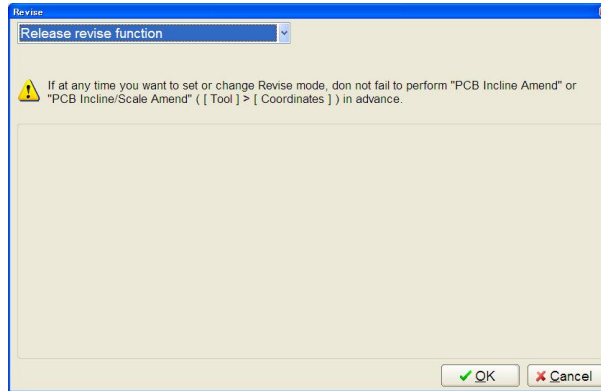 Revise
Release revise function
If at any time you want to set or change Revise mode, don not fail to perform "PCB Incline Amend" or
"PCB Incline/Scale Amend" ( [ Tool ] > [ Coordinates ] ) in advance.
OK
Cancel